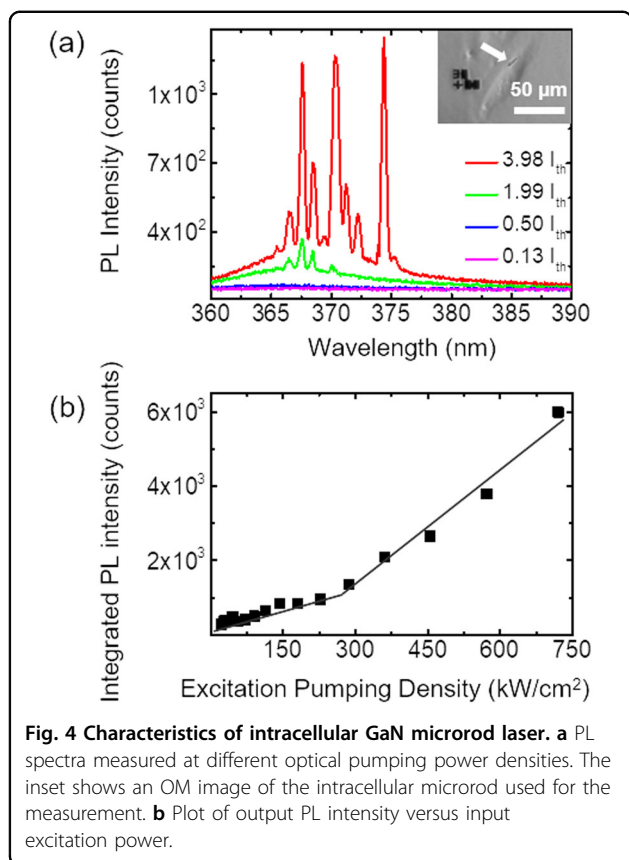 (a)
PL Intensity (counts)
1x10³
7x10²
4x10²
50 µm
3.98 I_th
1.99 I_th
0.50 I_th
0.13 I_th
360 365 370 375 380 385 390
Wavelength (nm)
(b)
Integrated PL intensity (counts)
6x10³
4x10³
2x10³
150 300 450 600 750
Excitation Pumping Density (kW/cm²)
Fig. 4 Characteristics of intracellular GaN microrod laser. a PL
spectra measured at different optical pumping power densities. The
inset shows an OM image of the intracellular microrod used for the
measurement. b Plot of output PL intensity versus input
excitation power.